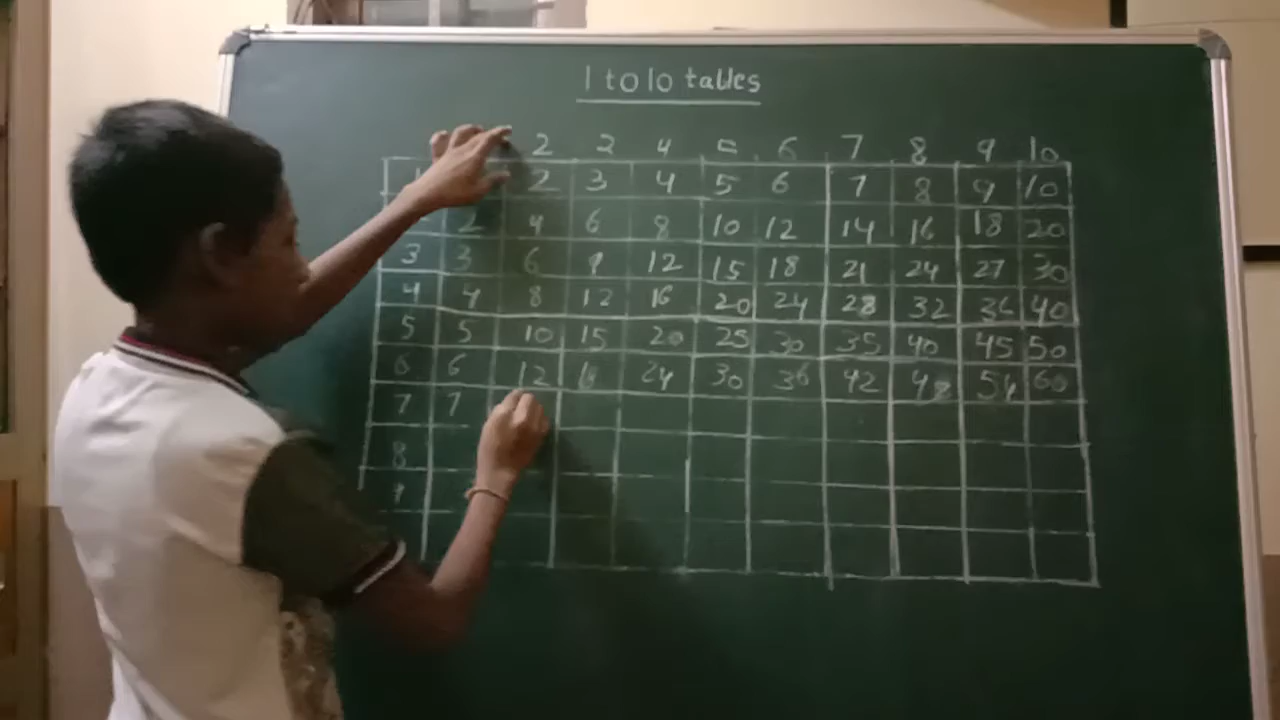 1 to 10 tables
2 3 4 5 6 7 8 9 10
1 2 3 4 5 6 7 8 9 10
2 4 6 8 10 12 14 16 18 20
3 3 6 9 12 15 18 21 24 27 30
4 4 8 12 16 20 24 28 32 36 40
5 5 10 15 20 25 30 35 40 45 50
6 6 12 24 30 36 42 48 54 60
7 7
8
9